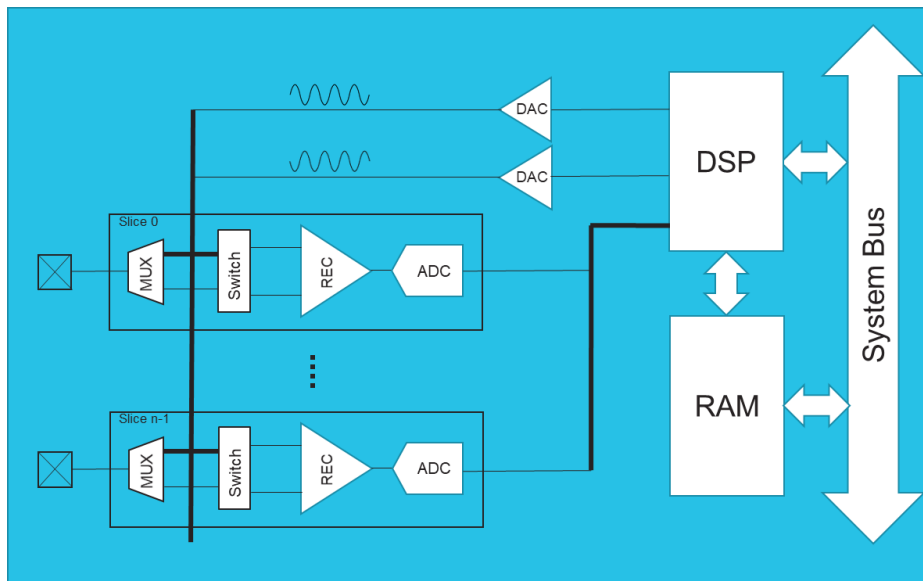 DAC
DSP
DAC
Slice 0
MUX
Switch
REC
ADC
System Bus
RAM
Slice n-1
MUX
Switch
REC
ADC